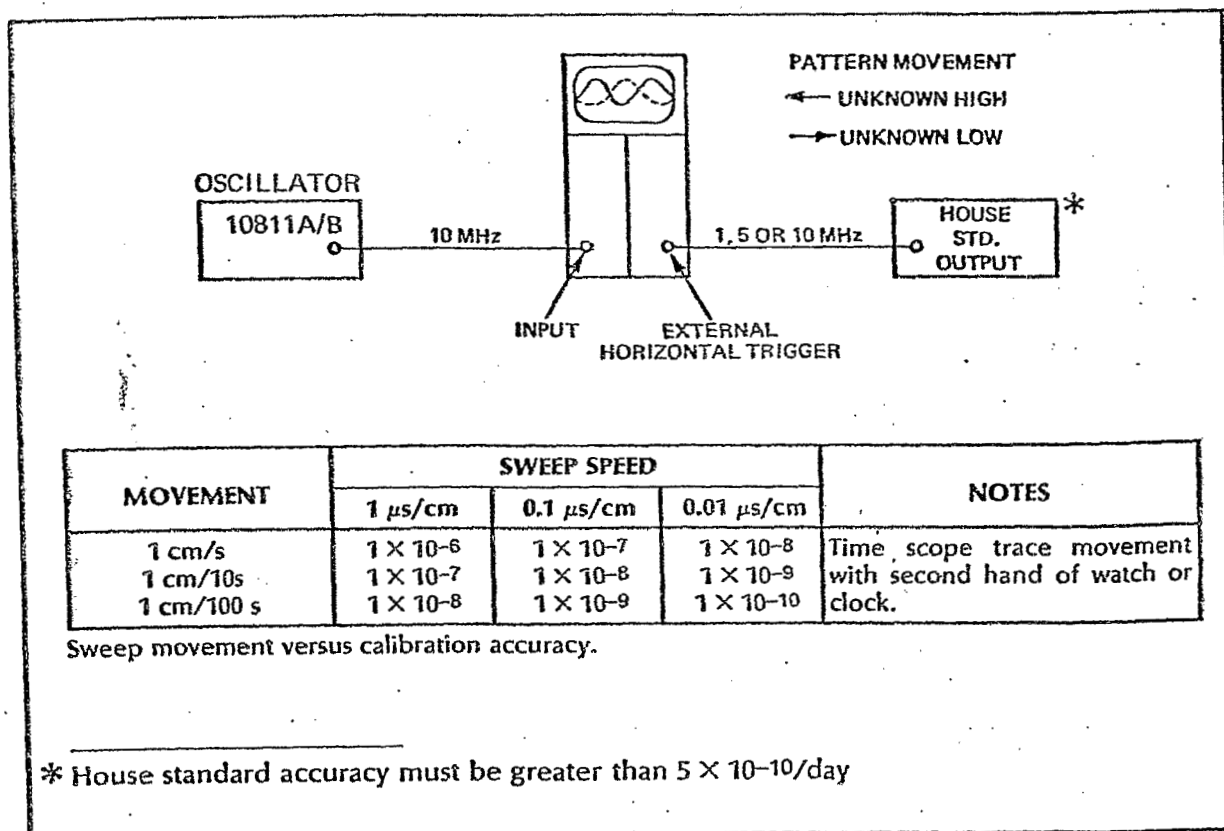 PATTERN MOVEMENT
← UNKNOWN HIGH
→ UNKNOWN LOW
OSCILLATOR
10811A/B
10 MHz
1, 5 OR 10 MHz
HOUSE
STD.
OUTPUT
*
INPUT
EXTERNAL
HORIZONTAL TRIGGER
MOVEMENT
SWEEP SPEED
NOTES
1 μs/cm
0.1 μs/cm
0.01 μs/cm
1 cm/s
1 × 10–6
1 × 10–7
1 × 10–8
Time scope trace movement
1 cm/10s
1 × 10–7
1 × 10–8
1 × 10–9
with second hand of watch or
1 cm/100 s
1 × 10–8
1 × 10–9
1 × 10–10
clock.
Sweep movement versus calibration accuracy.
* House standard accuracy must be greater than 5 × 10–10/day